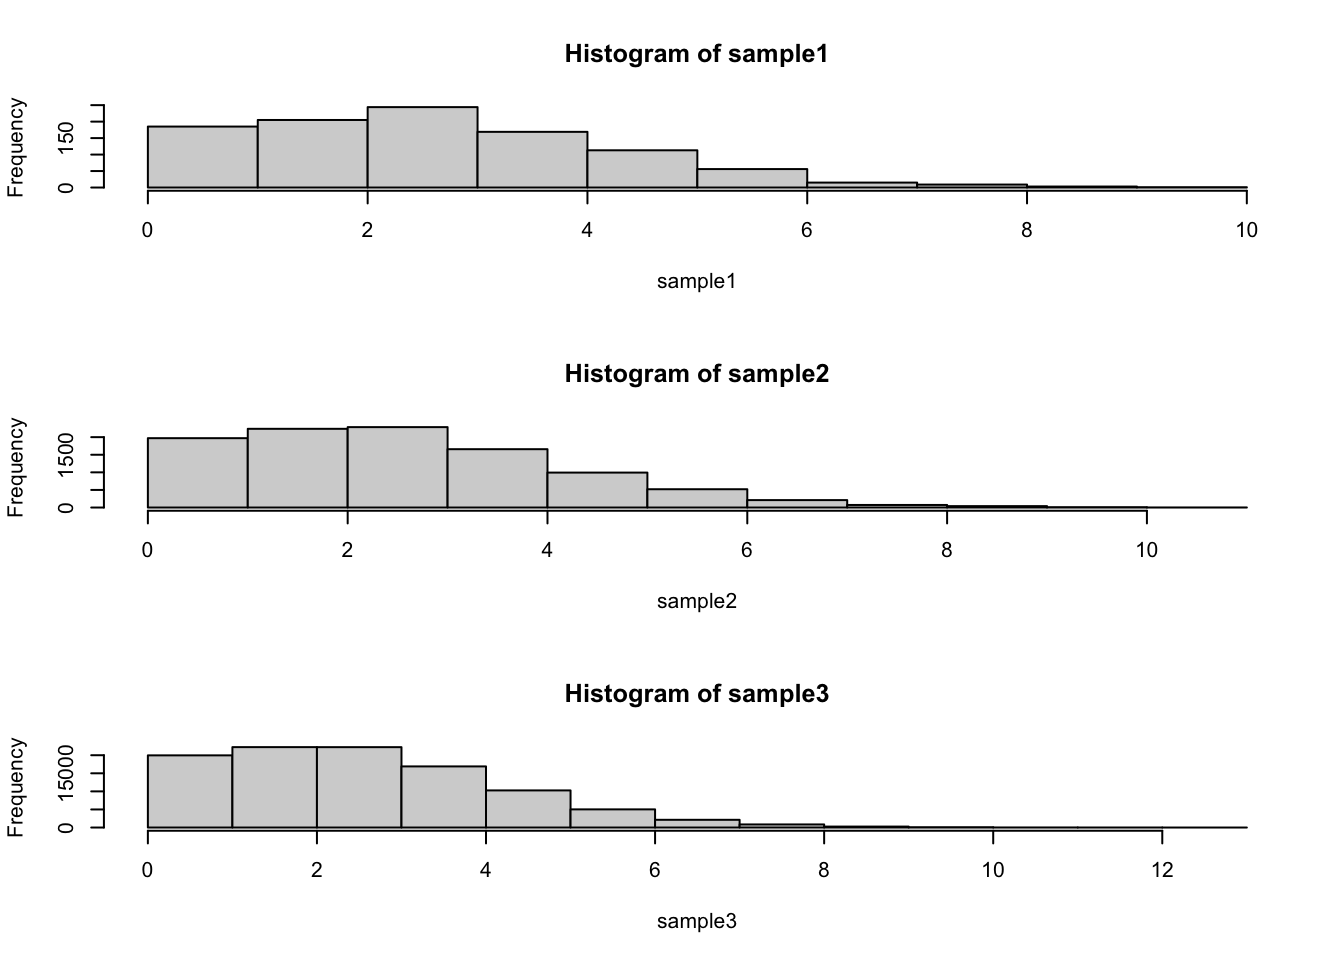 Histogram of sample1
Frequency
0 150
0 2 4 6 8 10
sample1
Histogram of sample2
Frequency
0 1500
0 2 4 6 8 10
sample2
Histogram of sample3
Frequency
0 15000
0 2 4 6 8 10 12
sample3